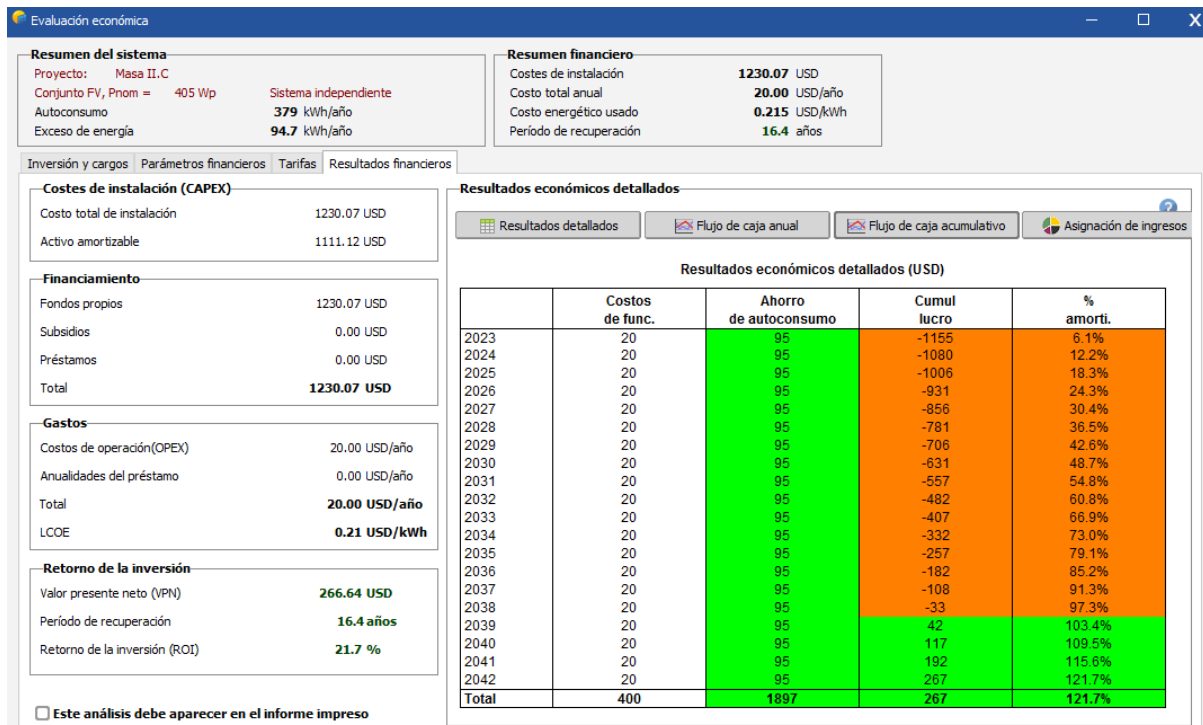 Evaluación económica
Resumen del sistema
Proyecto: Masa II.C
Conjunto FV, Pnom = 405 Wp Sistema independiente
Autoconsumo 379 kWh/año
Exceso de energía 94.7 kWh/año
Resumen financiero
Costes de instalación 1230.07 USD
Costo total anual 20.00 USD/año
Costo energético usado 0.215 USD/kWh
Período de recuperación 16.4 años
Inversión y cargos Parámetros financieros Tarifas Resultados financieros
Costes de instalación (CAPEX)
Costo total de instalación 1230.07 USD
Activo amortizable 1111.12 USD
Financiamiento
Fondos propios 1230.07 USD
Subsidios 0.00 USD
Préstamos 0.00 USD
Total 1230.07 USD
Gastos
Costos de operación(OPEX) 20.00 USD/año
Anualidades del préstamo 0.00 USD/año
Total 20.00 USD/año
LCOE 0.21 USD/kWh
Retorno de la inversión
Valor presente neto (VPN) 266.64 USD
Período de recuperación 16.4 años
Retorno de la inversión (ROI) 21.7 %
Este análisis debe aparecer en el informe impreso
Resultados económicos detallados
?
Resultados detallados Flujo de caja anual Flujo de caja acumulativo Asignación de ingresos
Resultados económicos detallados (USD)
Costos Ahorro Cumul %
de func. de autoconsumo lucro amorti.
2023 20 95 -1155 6.1%
2024 20 95 -1080 12.2%
2025 20 95 -1006 18.3%
2026 20 95 -931 24.3%
2027 20 95 -856 30.4%
2028 20 95 -781 36.5%
2029 20 95 -706 42.6%
2030 20 95 -631 48.7%
2031 20 95 -557 54.8%
2032 20 95 -482 60.8%
2033 20 95 -407 66.9%
2034 20 95 -332 73.0%
2035 20 95 -257 79.1%
2036 20 95 -182 85.2%
2037 20 95 -108 91.3%
2038 20 95 -33 97.3%
2039 20 95 42 103.4%
2040 20 95 117 109.5%
2041 20 95 192 115.6%
2042 20 95 267 121.7%
Total 400 1897 267 121.7%